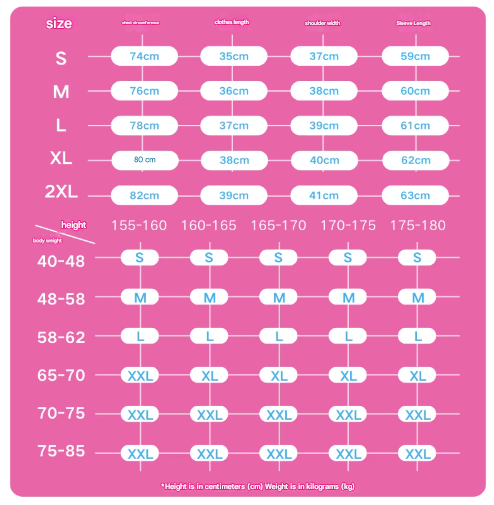 size chest circumference clothes length shoulder width Sleeve Length
S 74cm 35cm 37cm 59cm
M 76cm 36cm 38cm 60cm
L 78cm 37cm 39cm 61cm
XL 80 cm 38cm 40cm 62cm
2XL 82cm 39cm 41cm 63cm
height 155-160 160-165 165-170 170-175 175-180
body weight
40-48 S S S S S
48-58 M M M M M
58-62 L L L L L
65-70 XXL XL XXL XL XL
70-75 XXL XXL XXL XXL XXL
75-85 XXL XXL XXL XXL XXL
*Height is in centimeters (cm) Weight is in kilograms (kg)